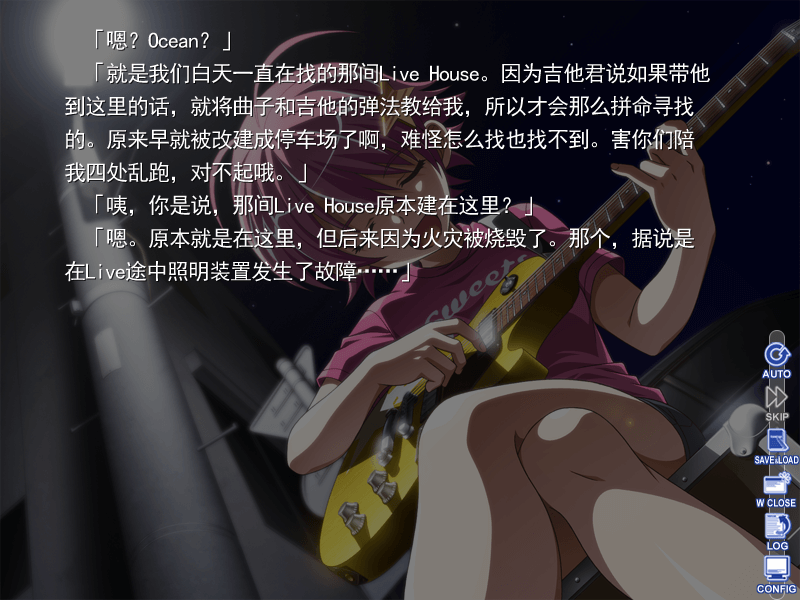 「嗯？Ocean？」
「就是我们白天一直在找的那间Live House。因为吉他君说如果带他
到这里的话，就将曲子和吉他的弹法教给我，所以才会那么拼命寻找
的。原来早就被改建成停车场了啊，难怪怎么找也找不到。害你们陪
我四处乱跑，对不起哦。」
「咦，你是说，那间Live House原本建在这里？」
「嗯。原本就是在这里，但后来因为火灾被烧毁了。那个，据说是
在Live途中照明装置发生了故障……」
Sweets
AUTO
SKIP
SAVE&LOAD
W CLOSE
LOG
CONFIG